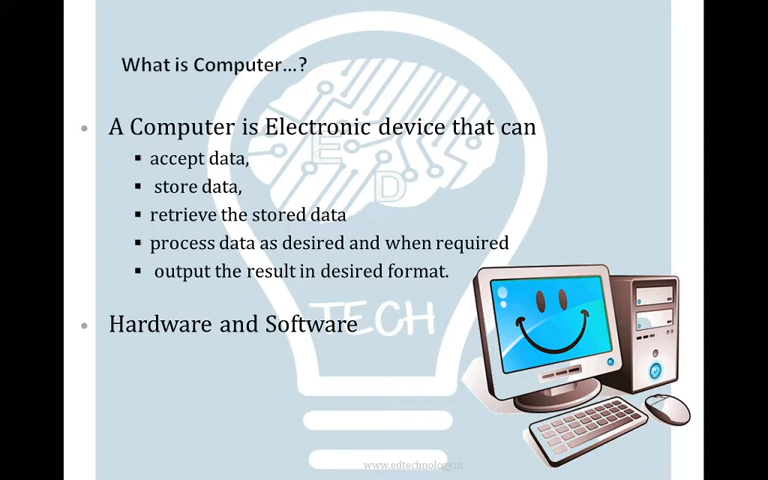 What is Computer...?
A Computer is Electronic device that can
accept data,
store data,
retrieve the stored data
process data as desired and when required
output the result in desired format.
Hardware and Software
E
D
TECH
www.edtechnology.in